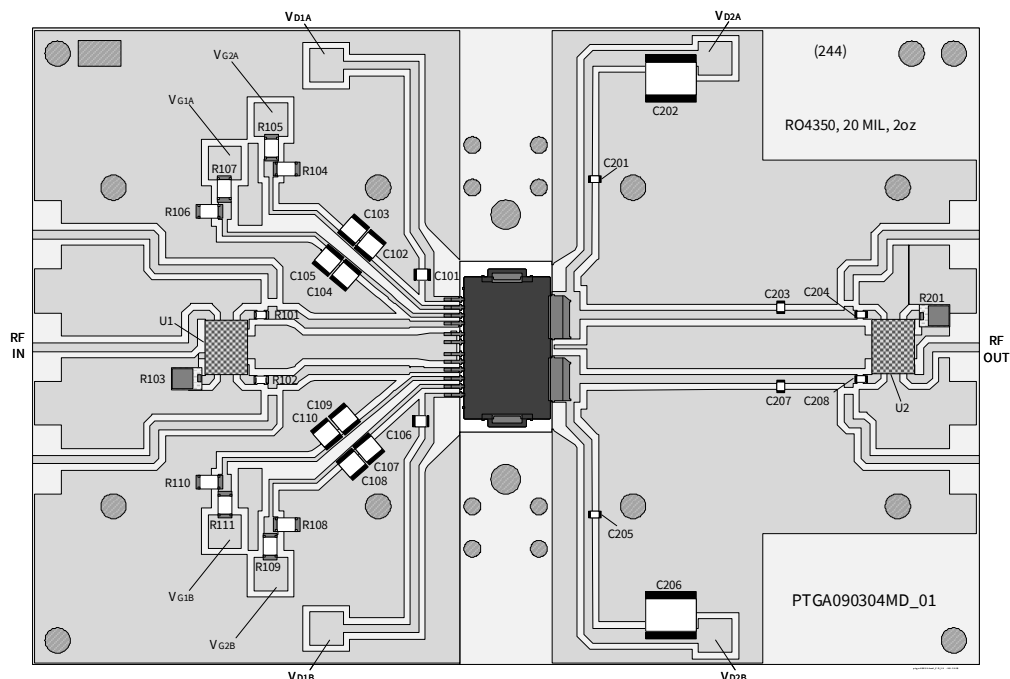 VD1A
VD2A
(244)
VG2A
VG1A
C202
RO4350, 20 MIL, 2oz
R105
R107
R104
C201
R106
C103
C102
C105
C104
C101
C203
C204
R201
U1
R101
RF
IN
RF
OUT
R103
R102
C207
C208
U2
C109
C110
C106
C107
C108
R110
R111
R108
C205
R109
C206
VG1B
PTGA090304MD_01
VG2B
VD1B
VD2B